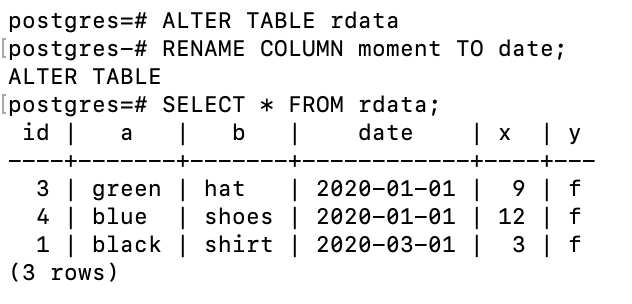 postgres=# ALTER TABLE rdata
[postgres-# RENAME COLUMN moment TO date;
ALTER TABLE
[postgres=# SELECT * FROM rdata;
 id |   a   |   b   |    date    | x  | y
----+-------+-------+------------+----+---
  3 | green | hat   | 2020-01-01 |  9 | f
  4 | blue  | shoes | 2020-01-01 | 12 | f
  1 | black | shirt | 2020-03-01 |  3 | f
(3 rows)